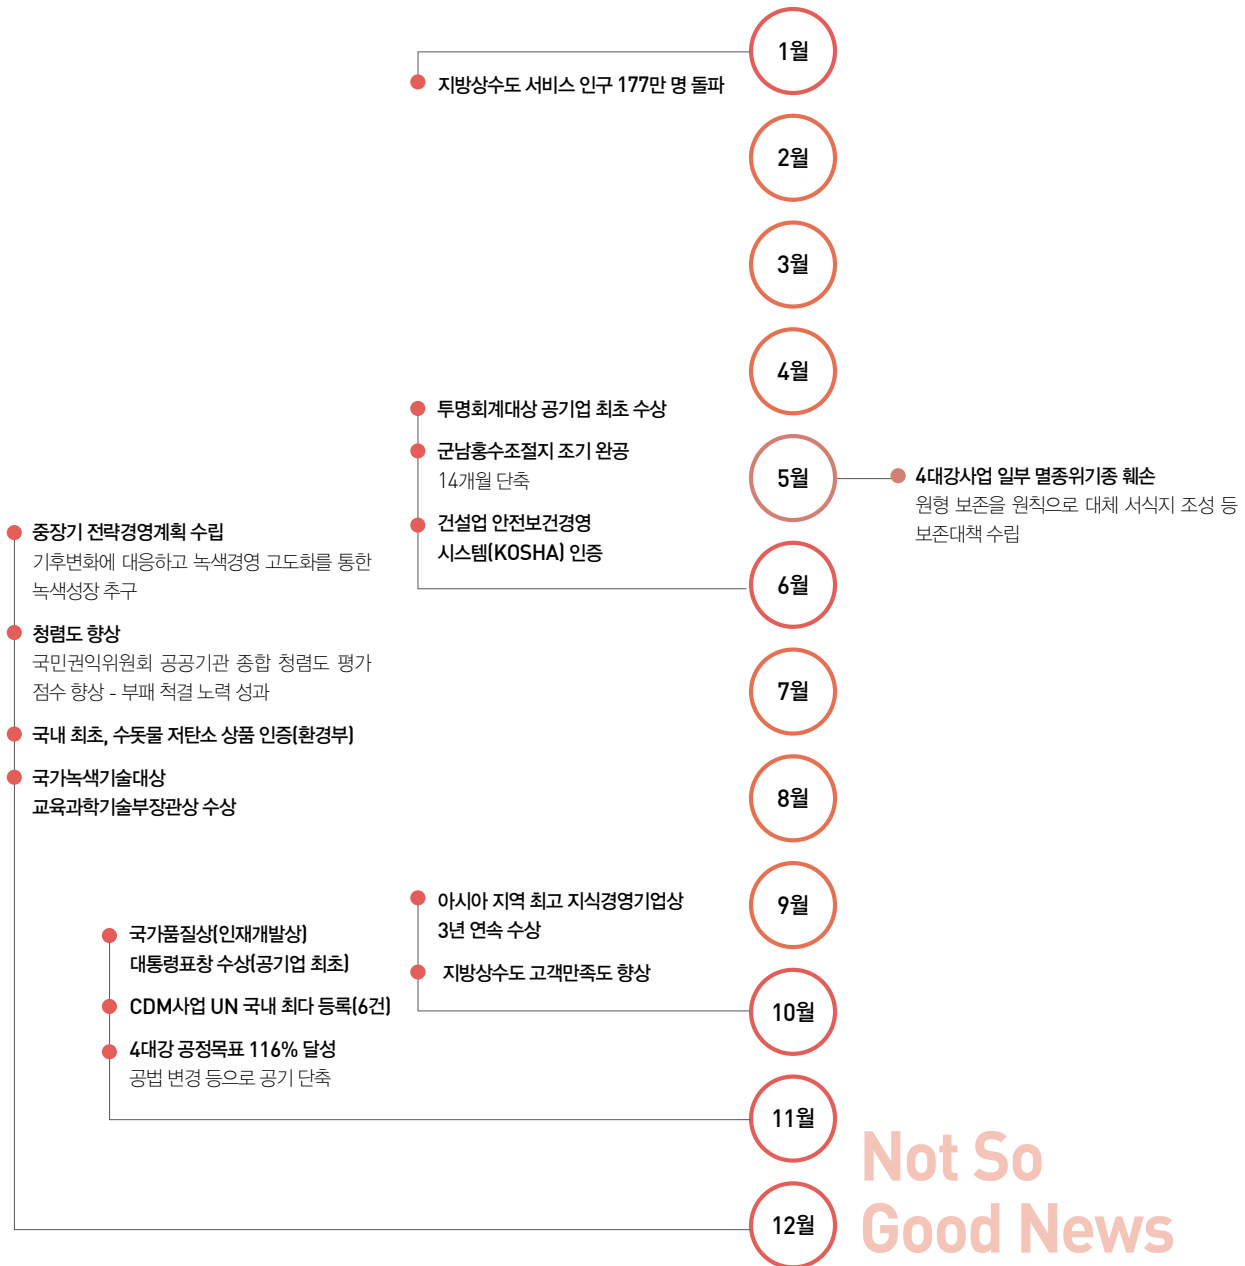 1월
지방상수도 서비스 인구 177만 명 돌파
2월
3월
4월
투명회계대상 공기업 최초 수상
군남홍수조절지 조기 완공
14개월 단축
건설업 안전보건경영
시스템(KOSHA) 인증
5월
4대강사업 일부 멸종위기종 훼손
원형 보존을 원칙으로 대체 서식지 조성 등
보존대책 수립
6월
중장기 전략경영계획 수립
기후변화에 대응하고 녹색경영 고도화를 통한
녹색성장 추구
청렴도 향상
국민권익위원회 공공기관 종합 청렴도 평가
점수 향상 - 부패 척결 노력 성과
국내 최초, 수돗물 저탄소 상품 인증(환경부)
국가녹색기술대상
교육과학기술부장관상 수상
7월
8월
9월
아시아 지역 최고 지식경영기업상
3년 연속 수상
지방상수도 고객만족도 향상
10월
국가품질상(인재개발상)
대통령표창 수상(공기업 최초)
CDM사업 UN 국내 최다 등록(6건)
4대강 공정목표 116% 달성
공법 변경 등으로 공기 단축
11월
12월
Not So
Good News